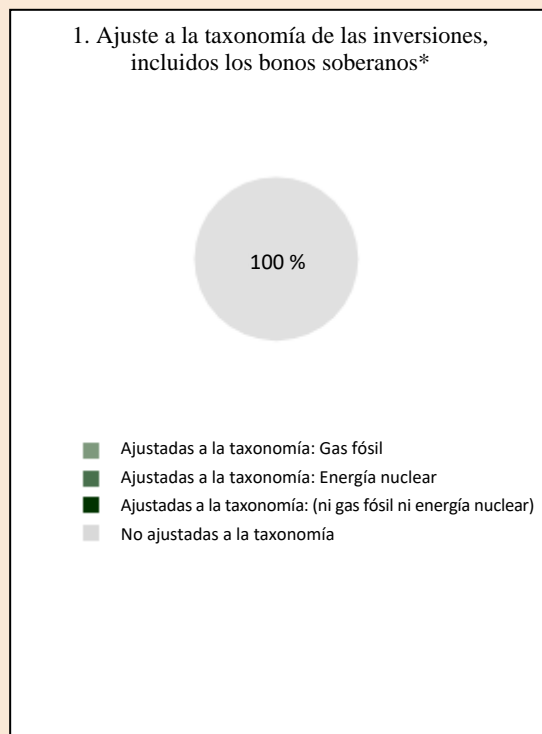 1. Ajuste a la taxonomía de las inversiones,
incluidos los bonos soberanos*
100 %
Ajustadas a la taxonomía: Gas fósil
Ajustadas a la taxonomía: Energía nuclear
Ajustadas a la taxonomía: (ni gas fósil ni energía nuclear)
No ajustadas a la taxonomía